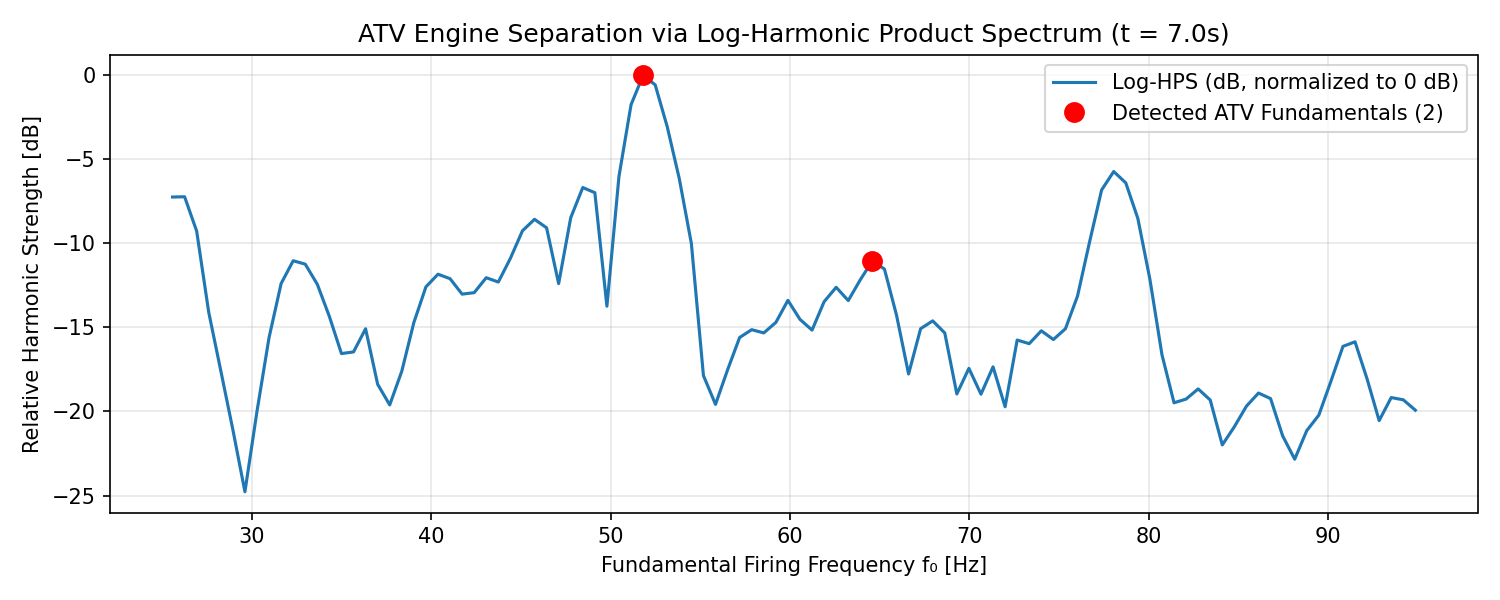 ATV Engine Separation via Log-Harmonic Product Spectrum (t = 7.0s)
Log-HPS (dB, normalized to 0 dB)
Detected ATV Fundamentals (2)
Relative Harmonic Strength [dB]
0
−5
−10
−15
−20
−25
30 40 50 60 70 80 90
Fundamental Firing Frequency f₀ [Hz]